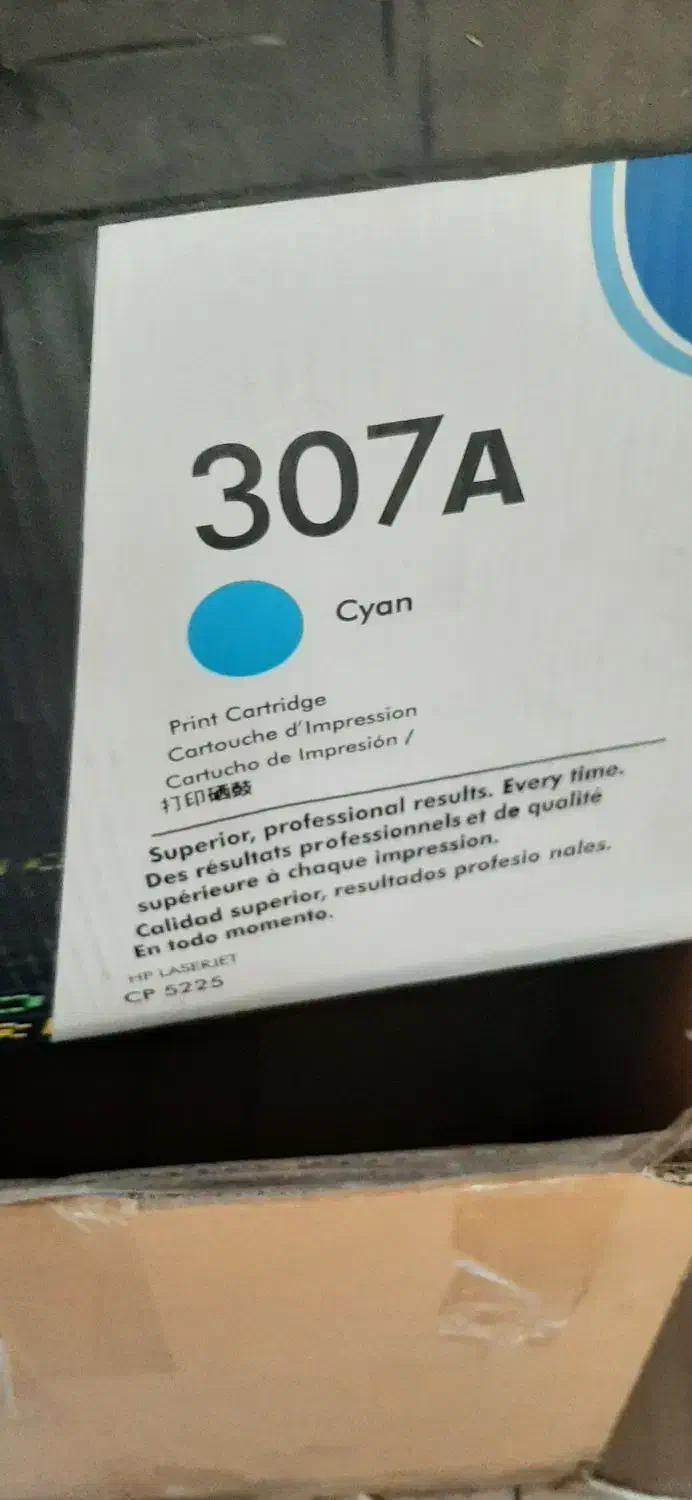 307A
Cyan
Print Cartridge
Cartouche d'Impression
Cartucho de Impresión /
打印硒鼓
Superior, professional results. Every time.
Des résultats professionnels et de qualité
supérieure à chaque impression.
Calidad superior, resultados profesio nales.
En todo momento.
HP LASERJET
CP 5225